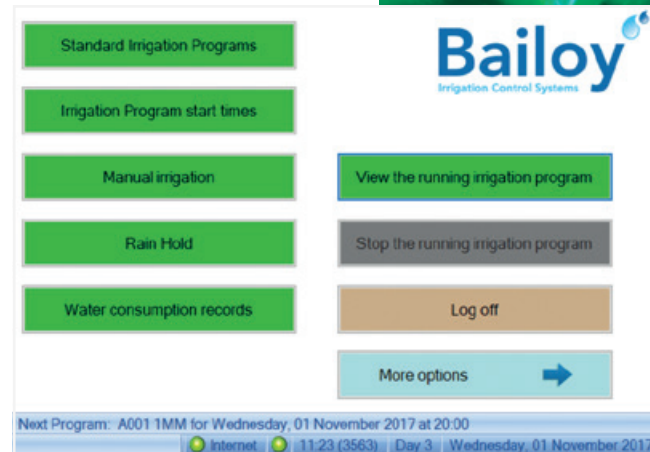 Standard Irrigation Programs
Irrigation Program start times
Manual irrigation
Rain Hold
Water consumption records
Bailoy
Irrigation Control Systems
View the running irrigation program
Stop the running irrigation program
Log off
More options
Next Program: A001 1MM for Wednesday, 01 November 2017 at 20:00
Internet 11:23 (3563) Day 3 Wednesday, 01 November 2017